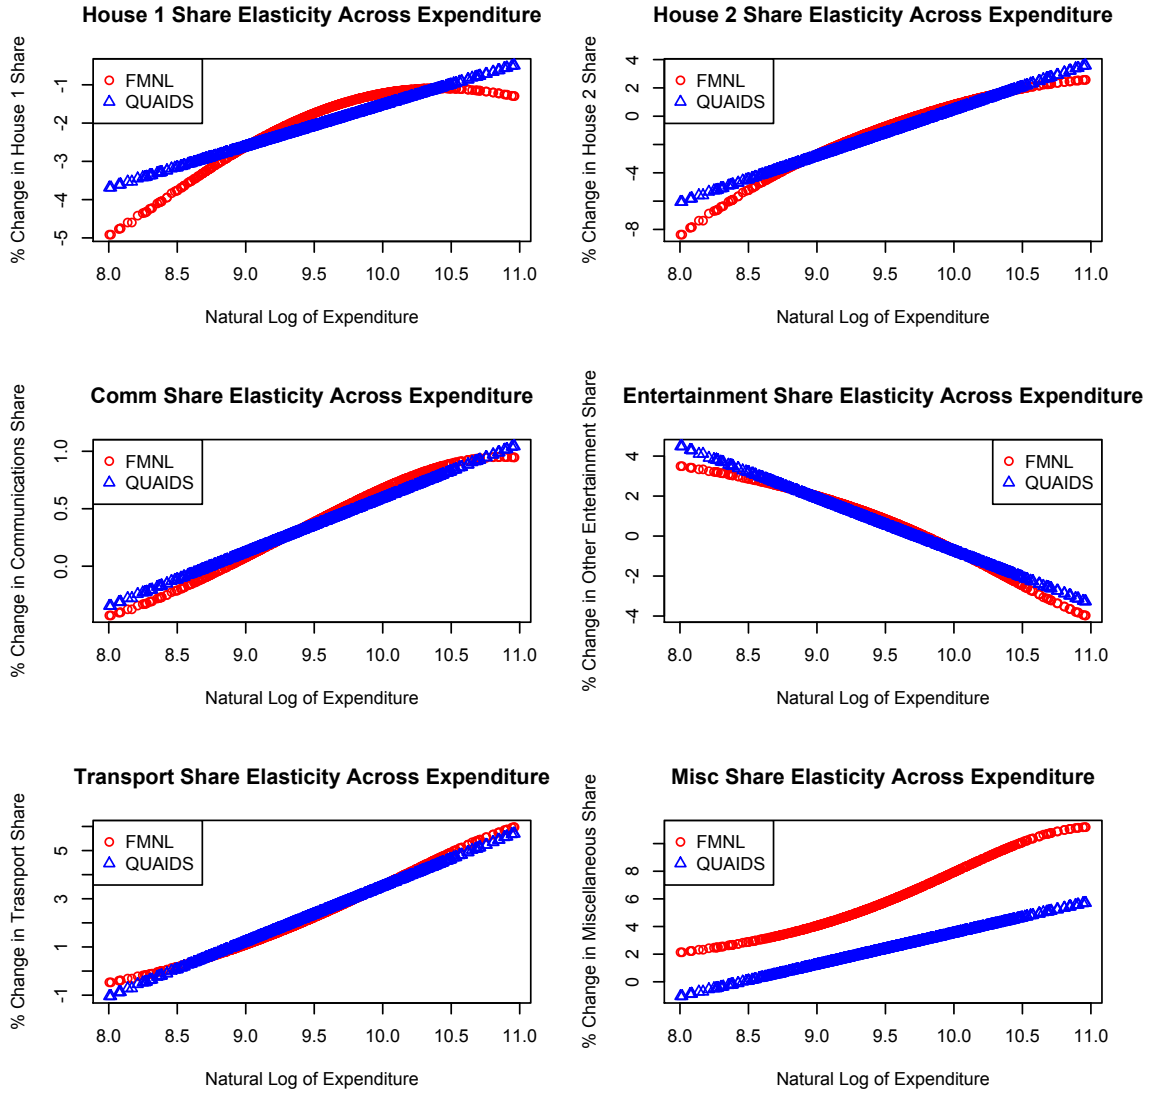 House 1 Share Elasticity Across Expenditure
% Change in House 1 Share
FMNL
QUAIDS
-1
-2
-3
-4
-5
8.0 8.5 9.0 9.5 10.0 10.5 11.0
Natural Log of Expenditure
House 2 Share Elasticity Across Expenditure
% Change in House 2 Share
FMNL
QUAIDS
4
2
0
-4
-8
8.0 8.5 9.0 9.5 10.0 10.5 11.0
Natural Log of Expenditure
Comm Share Elasticity Across Expenditure
% Change in Communications Share
FMNL
QUAIDS
1.0
0.5
0.0
8.0 8.5 9.0 9.5 10.0 10.5 11.0
Natural Log of Expenditure
Entertainment Share Elasticity Across Expenditure
% Change in Other Entertainment Share
FMNL
QUAIDS
4
2
0
-2
-4
8.0 8.5 9.0 9.5 10.0 10.5 11.0
Natural Log of Expenditure
Transport Share Elasticity Across Expenditure
% Change in Trasnport Share
FMNL
QUAIDS
5
3
1
-1
8.0 8.5 9.0 9.5 10.0 10.5 11.0
Natural Log of Expenditure
Misc Share Elasticity Across Expenditure
% Change in Miscellaneous Share
FMNL
QUAIDS
8
6
4
2
0
8.0 8.5 9.0 9.5 10.0 10.5 11.0
Natural Log of Expenditure